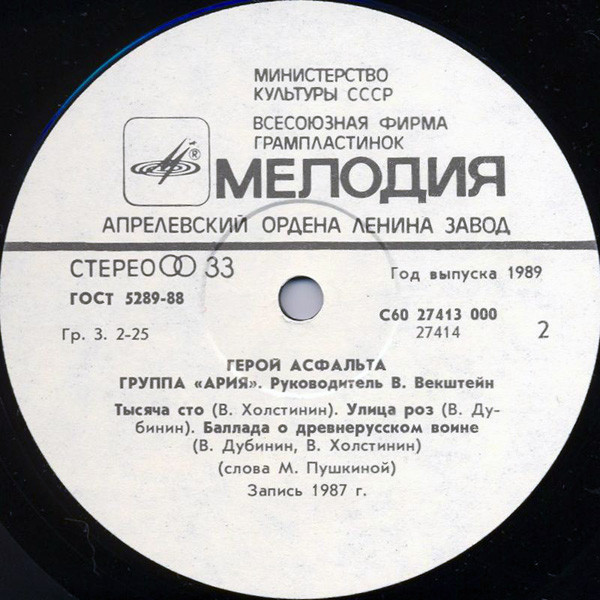 МИНИСТЕРСТВО
КУЛЬТУРЫ СССР
ВСЕСОЮЗНАЯ ФИРМА
ГРАМПЛАСТИНОК
®
МЕЛОДИЯ
АПРЕЛЕВСКИЙ ОРДЕНА ЛЕНИНА ЗАВОД
СТЕРЕО 33
Год выпуска 1989
ГОСТ 5289-88
С60 27413 000
Гр. 3. 2-25
27414
2
ГЕРОЙ АСФАЛЬТА
ГРУППА «АРИЯ». Руководитель В. Векштейн
Тысяча сто (В. Холстинин). Улица роз (В. Ду-
бинин). Баллада о древнерусском воине
(В. Дубинин, В. Холстинин)
(слова М. Пушкиной)
Запись 1987 г.